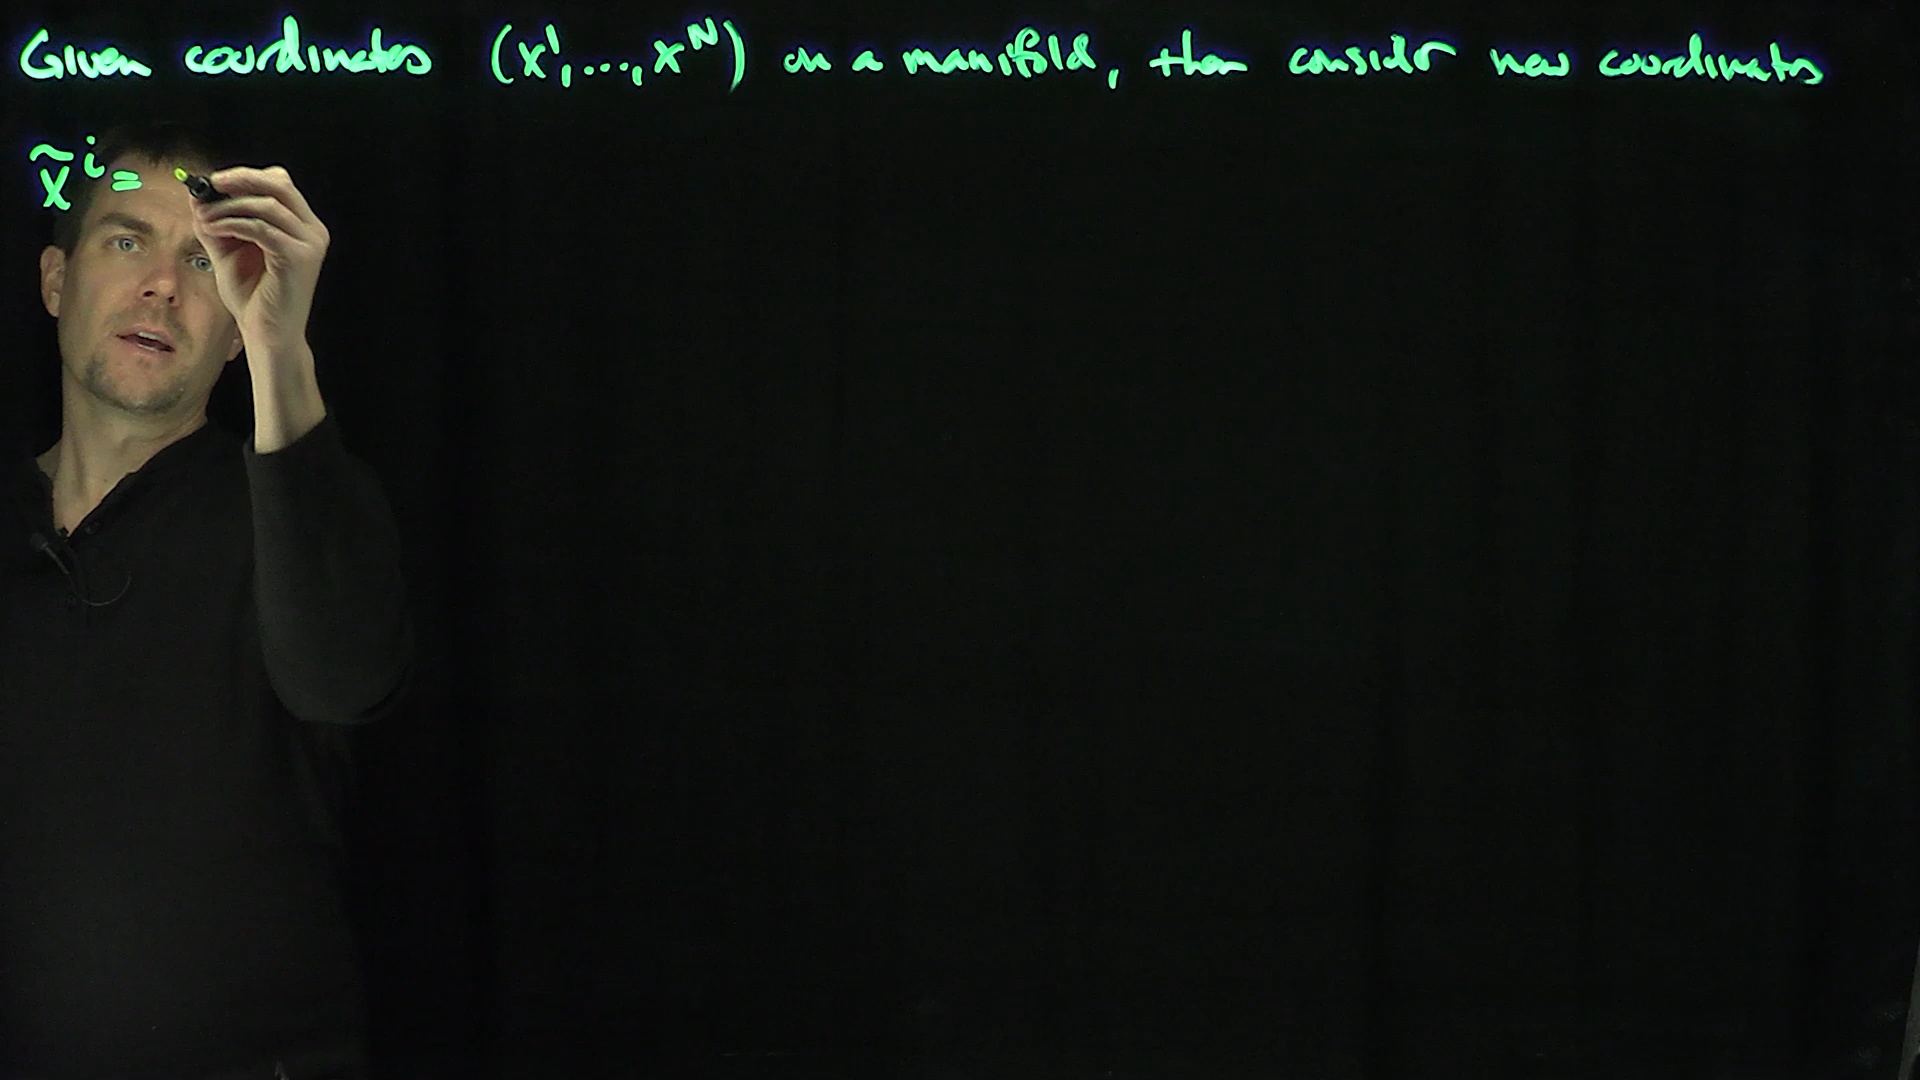 Given coordinates (x¹,...,xᴺ) on a manifold, then consider new coordinates
x̃ⁱ =